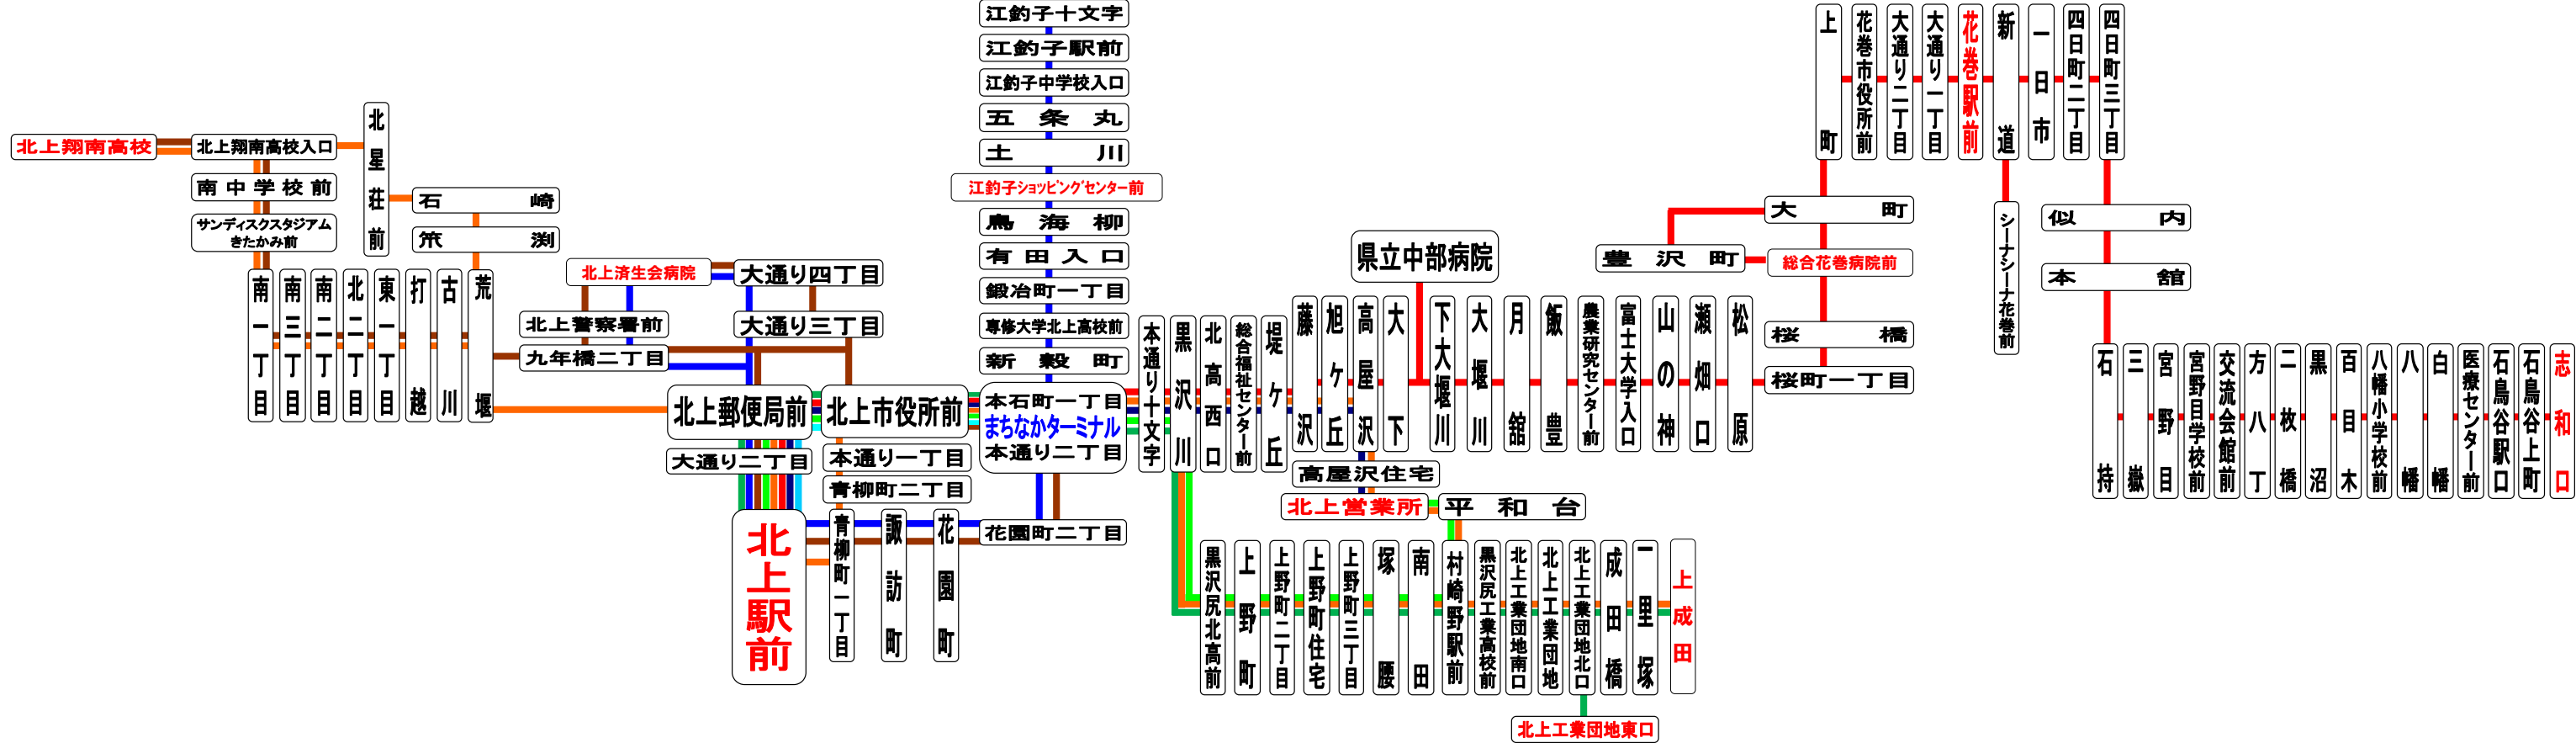 北上翔南高校
北上翔南高校入口
南中学校前
サンディスクスタジアム
きたかみ前
北星荘前
石崎
笊渕
南一丁目
南三丁目
南二丁目
北二丁目
東一丁目
打越
古川
荒堰
北上済生会病院
北上警察署前
九年橋二丁目
大通り四丁目
大通り三丁目
北上郵便局前
北上市役所前
大通り二丁目
本通り一丁目
青柳町二丁目
北上駅前
青柳町一丁目
諏訪町
花園町
花園町二丁目
江釣子十文字
江釣子駅前
江釣子中学校入口
五条丸
土川
江釣子ショッピングセンター前
鳥海柳
有田入口
鍛冶町一丁目
専修大学北上高校前
新穀町
本石町一丁目
まちなかターミナル
本通り二丁目
本通り十文字
黒沢川
北高西口
総合福祉センター前
堤ヶ丘
藤沢
旭ヶ丘
高屋沢
大下
県立中部病院
下大堰川
大堰川
月舘
飯豊
農業研究センター前
富士大学入口
山の神
瀬畑口
松原
高屋沢住宅
北上営業所
平和台
黒沢尻北高前
上野町
上野町二丁目
上野町住宅
上野町三丁目
塚腰
南田
村崎野駅前
黒沢尻工業高校前
北上工業団地南口
北上工業団地
北上工業団地北口
成田橋
一里塚
上成田
北上工業団地東口
上町
花巻市役所前
大通り二丁目
大通り一丁目
花巻駅前
新道
一日市
四日町二丁目
四日町三丁目
大町
豊沢町
総合花巻病院前
桜橋
桜町一丁目
シーナシーナ花巻前
似内
本舘
石持
三嶽
宮野目
宮野目小学校前
交流会館前
方八丁
二枚橋
黒沼
百目木
八幡小学校前
八幡
白幡
医療センター前
石鳥谷駅口
石鳥谷上町
志和口